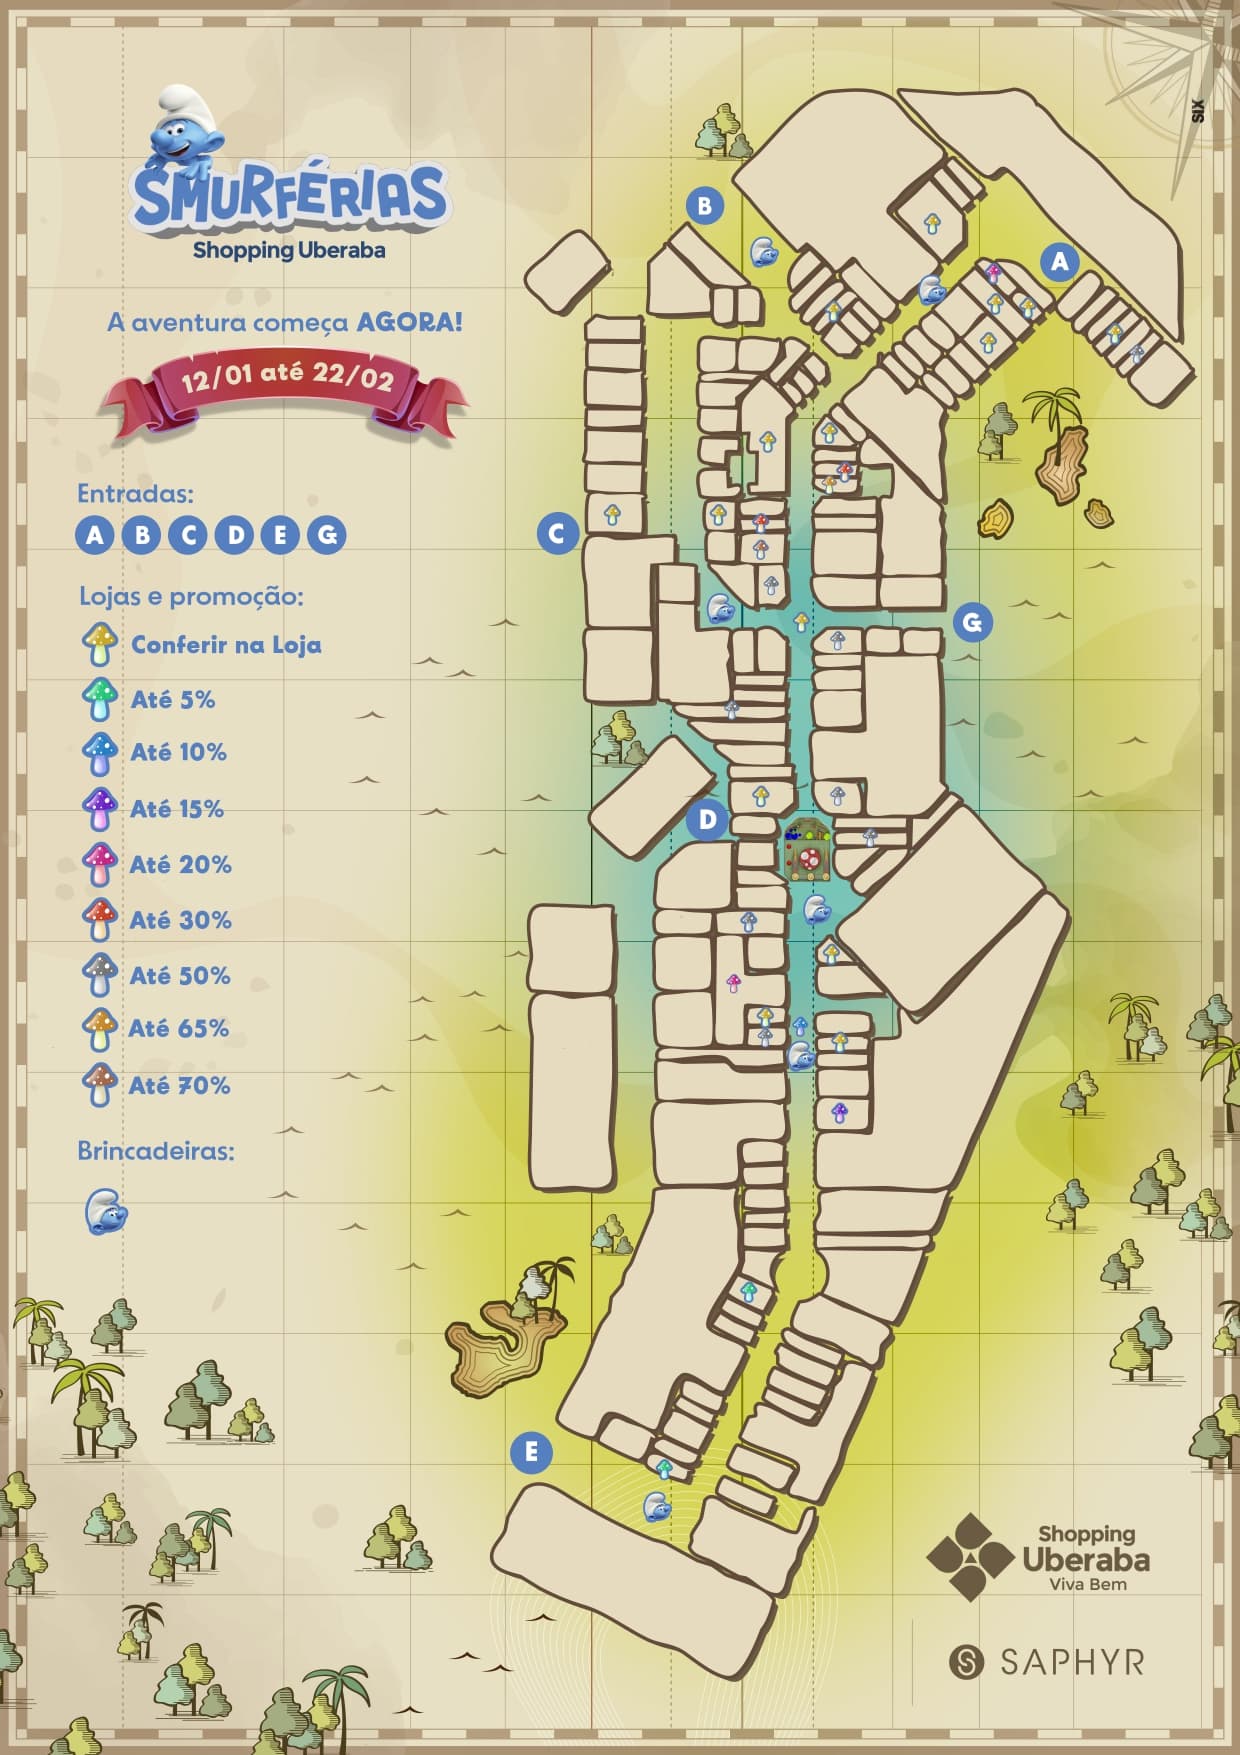 SMURFÉRIAS
Shopping Uberaba
A aventura começa AGORA!
12/01 até 22/02
Entradas:
A B C D E G
Lojas e promoção:
Conferir na Loja
Até 5%
Até 10%
Até 15%
Até 20%
Até 30%
Até 50%
Até 65%
Até 70%
Brincadeiras:
SIX
B
A
C
G
D
E
Shopping
Uberaba
Viva Bem
S SAPHYR